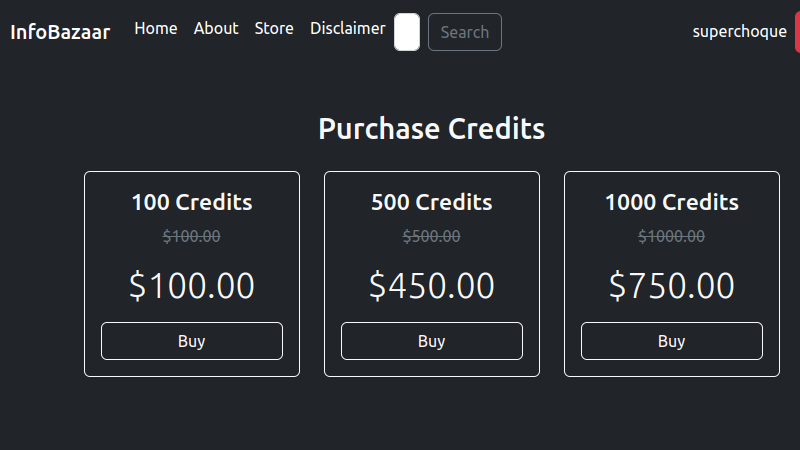 InfoBazaar Home About Store Disclaimer Search superchoque
Purchase Credits
100 Credits
$100.00
$100.00
Buy
500 Credits
$500.00
$450.00
Buy
1000 Credits
$1000.00
$750.00
Buy